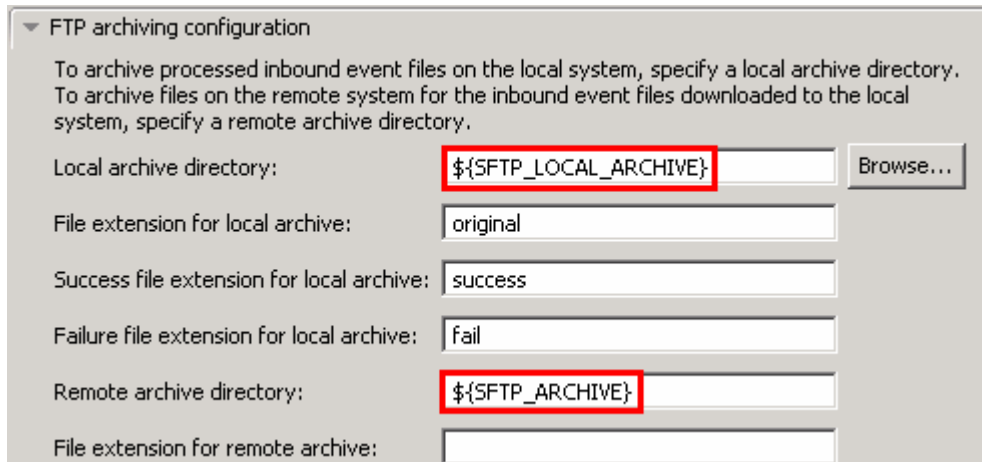 FTP archiving configuration
To archive processed inbound event files on the local system, specify a local archive directory.
To archive files on the remote system for the inbound event files downloaded to the local
system, specify a remote archive directory.
Local archive directory: ${SFTP_LOCAL_ARCHIVE} Browse...
File extension for local archive: original
Success file extension for local archive: success
Failure file extension for local archive: fail
Remote archive directory: ${SFTP_ARCHIVE}
File extension for remote archive: